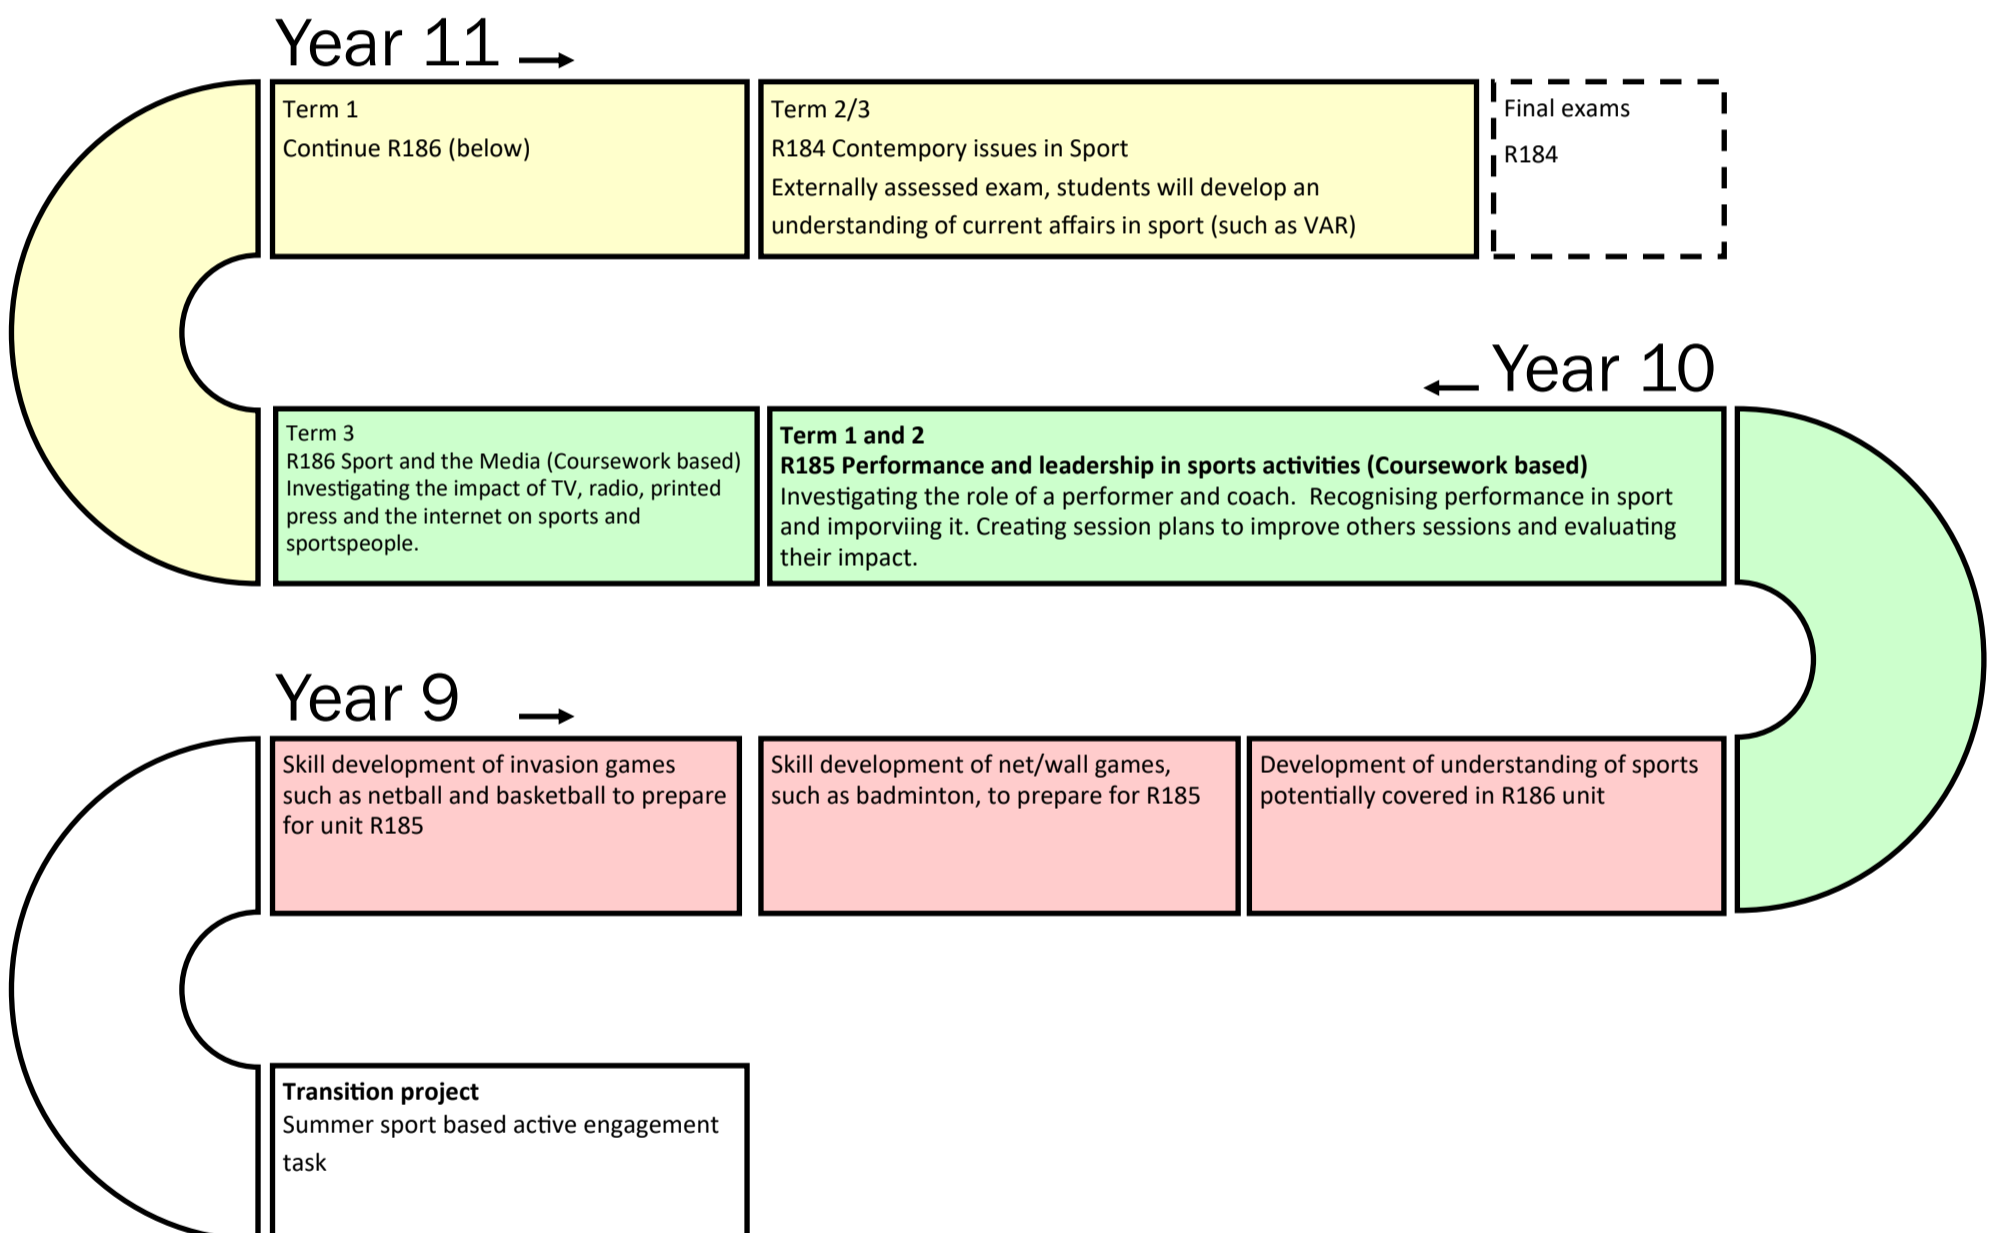 Year 11
Term 1
Continue R186 (below)
Term 2/3
R184 Contempory issues in Sport
Externally assessed exam, students will develop an
understanding of current affairs in sport (such as VAR)
Final exams
R184
Year 10
Term 3
R186 Sport and the Media (Coursework based)
Investigating the impact of TV, radio, printed
press and the internet on sports and
sportspeople.
Term 1 and 2
R185 Performance and leadership in sports activities (Coursework based)
Investigating the role of a performer and coach.  Recognising performance in sport
and imporviing it. Creating session plans to improve others sessions and evaluating
their impact.
Year 9
Skill development of invasion games
such as netball and basketball to prepare
for unit R185
Skill development of net/wall games,
such as badminton, to prepare for R185
Development of understanding of sports
potentially covered in R186 unit
Transition project
Summer sport based active engagement
task